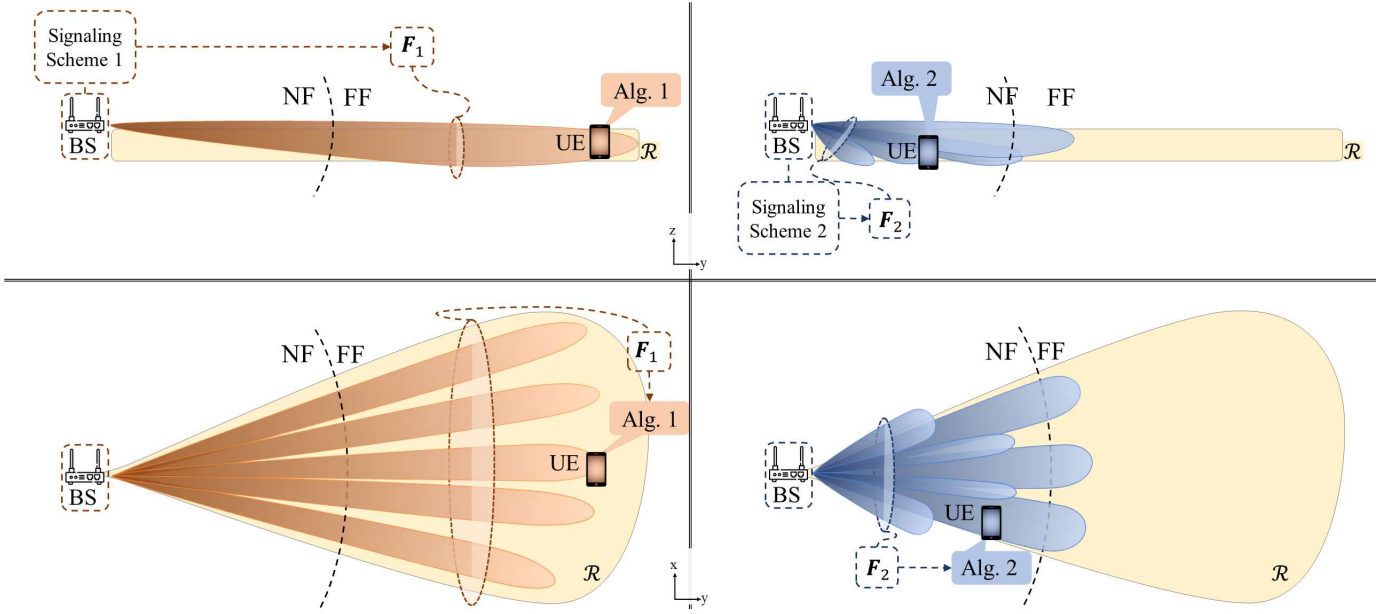 Signaling
Scheme 1
F₁
NF
FF
Alg. 1
BS
UE
ℛ
Alg. 2
NF
FF
BS
UE
ℛ
Signaling
Scheme 2
F₂
z
y
NF
FF
F₁
Alg. 1
UE
BS
ℛ
x
y
NF
FF
BS
UE
F₂
Alg. 2
ℛ